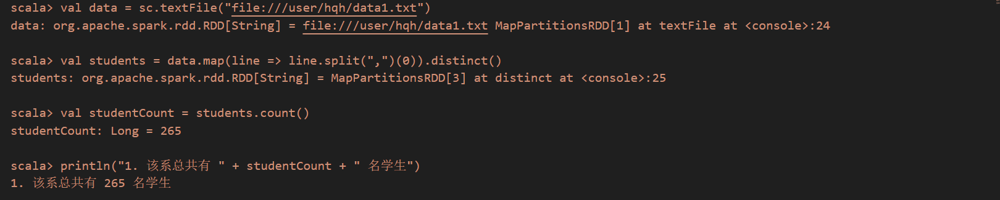 scala> val data = sc.textFile("file:///user/hqh/data1.txt")
data: org.apache.spark.rdd.RDD[String] = file:///user/hqh/data1.txt MapPartitionsRDD[1] at textFile at <console>:24
scala> val students = data.map(line => line.split(",")(0)).distinct()
students: org.apache.spark.rdd.RDD[String] = MapPartitionsRDD[3] at distinct at <console>:25
scala> val studentCount = students.count()
studentCount: Long = 265
scala> println("1. 该系总共有 " + studentCount + " 名学生")
1. 该系总共有 265 名学生